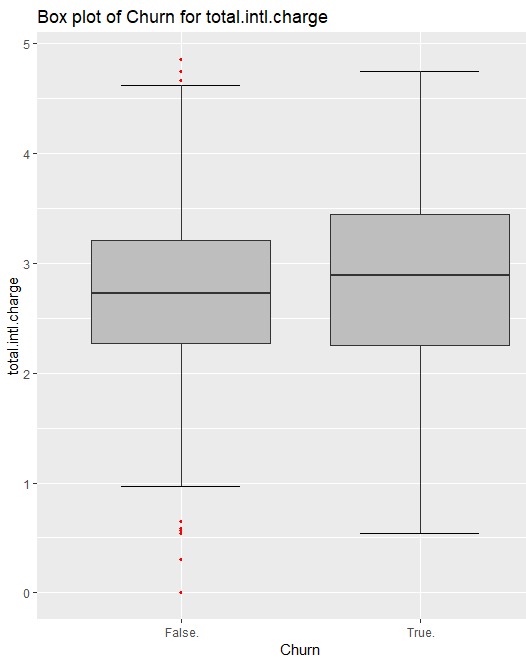 Box plot of Churn for total.intl.charge
total.intl.charge
5
4
3
2
1
0
False.
True.
Churn